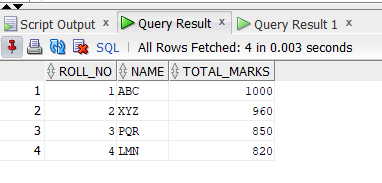 Script Output × Query Result × Query Result 1 ×
SQL | All Rows Fetched: 4 in 0.003 seconds
ROLL_NO NAME TOTAL_MARKS
1 1 ABC 1000
2 2 XYZ 960
3 3 PQR 850
4 4 LMN 820